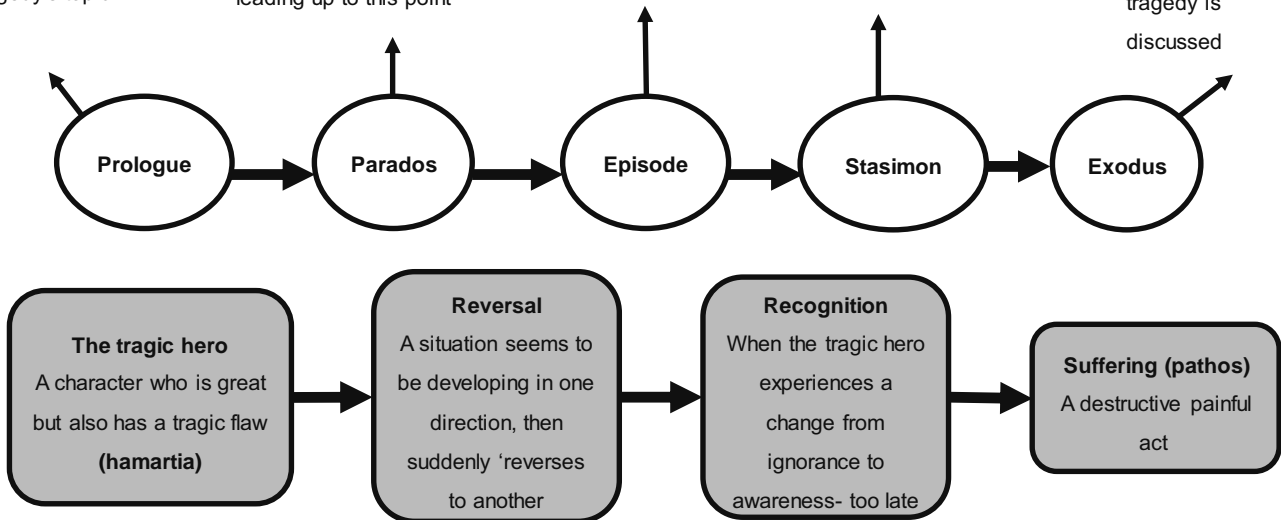 leading up to this point
tragedy is
discussed
Prologue
Parados
Episode
Stasimon
Exodus
The tragic hero
A character who is great
but also has a tragic flaw
(hamartia)
Reversal
A situation seems to
be developing in one
direction, then
suddenly ‘reverses
to another
Recognition
When the tragic hero
experiences a
change from
ignorance to
awareness- too late
Suffering (pathos)
A destructive painful
act